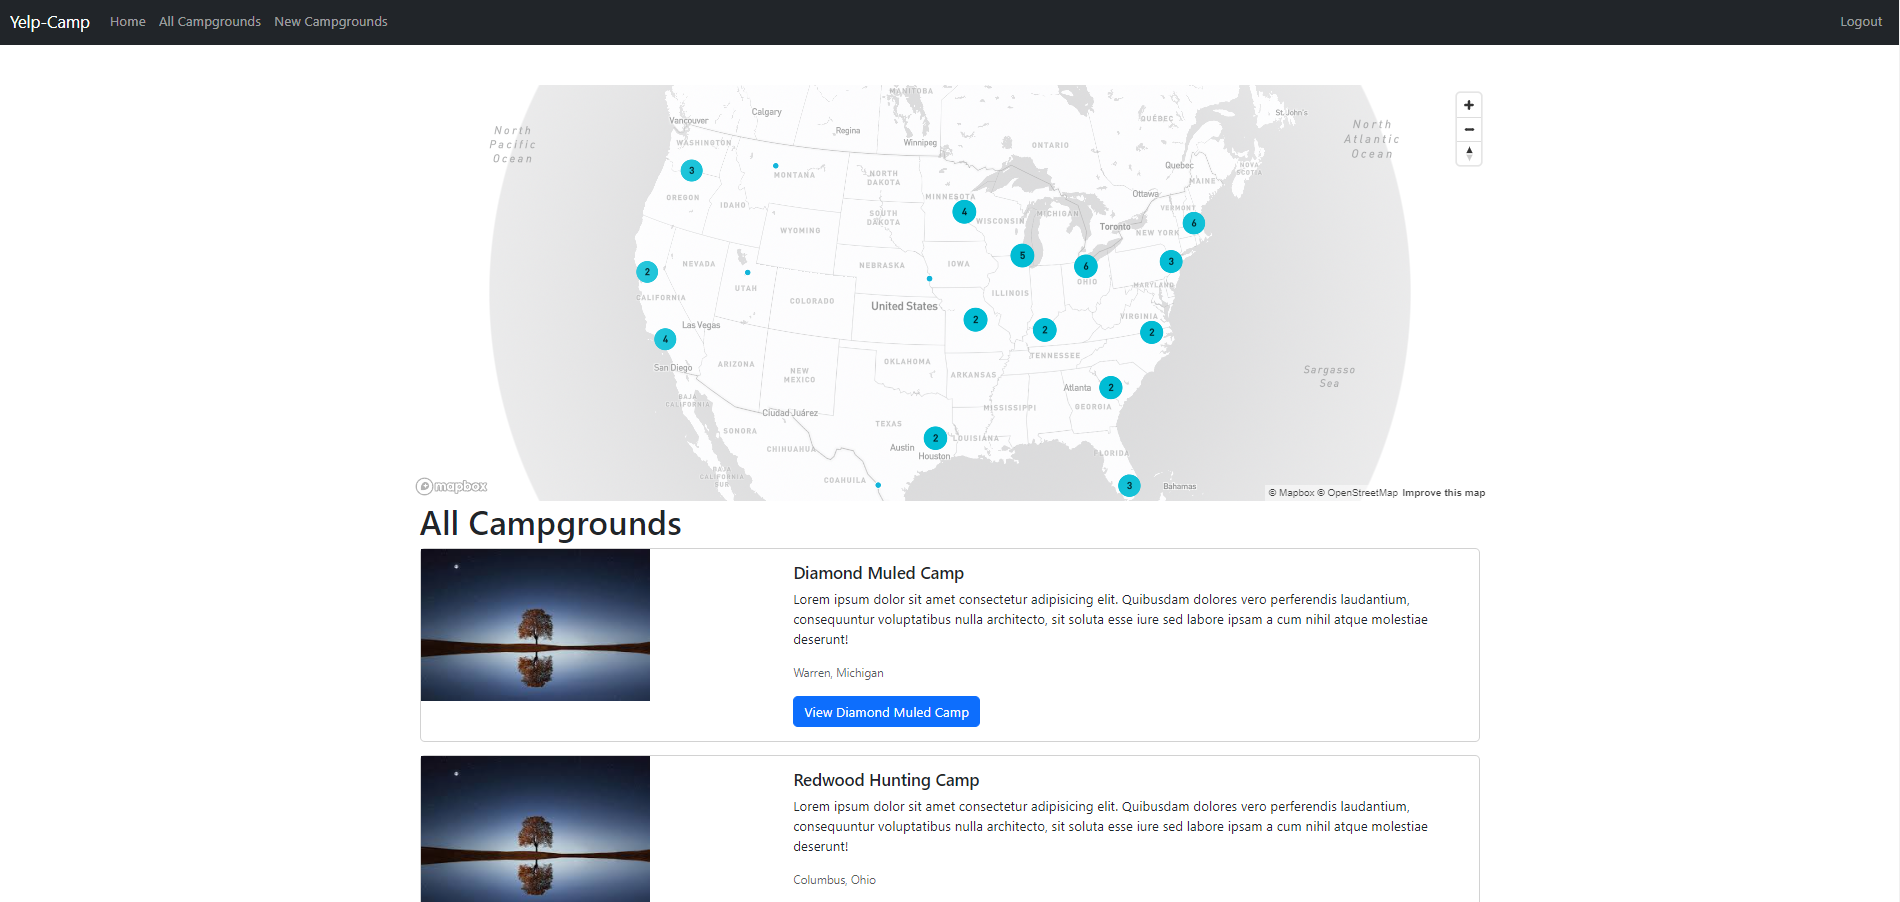 Yelp-Camp Home All Campgrounds New Campgrounds Logout
MANITOBA
Calgary
Vancouver
Regina
Winnipeg
QUÉBEC
St. John's
North Pacific Ocean
North Atlantic Ocean
WASHINGTON
ONTARIO
Quebec
NOVA SCOTIA
3
MONTANA
NORTH DAKOTA
MAINE
OREGON
IDAHO
MINNESOTA
Ottawa
4
SOUTH DAKOTA
WISCONSIN
MICHIGAN
VERMONT
Toronto
6
WYOMING
NEW YORK
5
6
3
2
NEVADA
NEBRASKA
IOWA
OHIO
UTAH
MARYLAND
CALIFORNIA
COLORADO
ILLINOIS
United States
2
2
VIRGINIA
2
Las Vegas
4
TENNESSEE
San Diego
ARIZONA
OKLAHOMA
NEW MEXICO
ARKANSAS
Sargasso Sea
Atlanta
2
BAJA CALIFORNIA
Ciudad Juárez
MISSISSIPPI
GEORGIA
SONORA
TEXAS
2
LOUISIANA
CHIHUAHUA
Austin
Houston
FLORIDA
BAJA CALIFORNIA SUR
COAHUILA
3
Bahamas
mapbox
© Mapbox © OpenStreetMap Improve this map
All Campgrounds
Diamond Muled Camp
Lorem ipsum dolor sit amet consectetur adipisicing elit. Quibusdam dolores vero perferendis laudantium,
consequuntur voluptatibus nulla architecto, sit soluta esse iure sed labore ipsam a cum nihil atque molestiae
deserunt!
Warren, Michigan
View Diamond Muled Camp
Redwood Hunting Camp
Lorem ipsum dolor sit amet consectetur adipisicing elit. Quibusdam dolores vero perferendis laudantium,
consequuntur voluptatibus nulla architecto, sit soluta esse iure sed labore ipsam a cum nihil atque molestiae
deserunt!
Columbus, Ohio